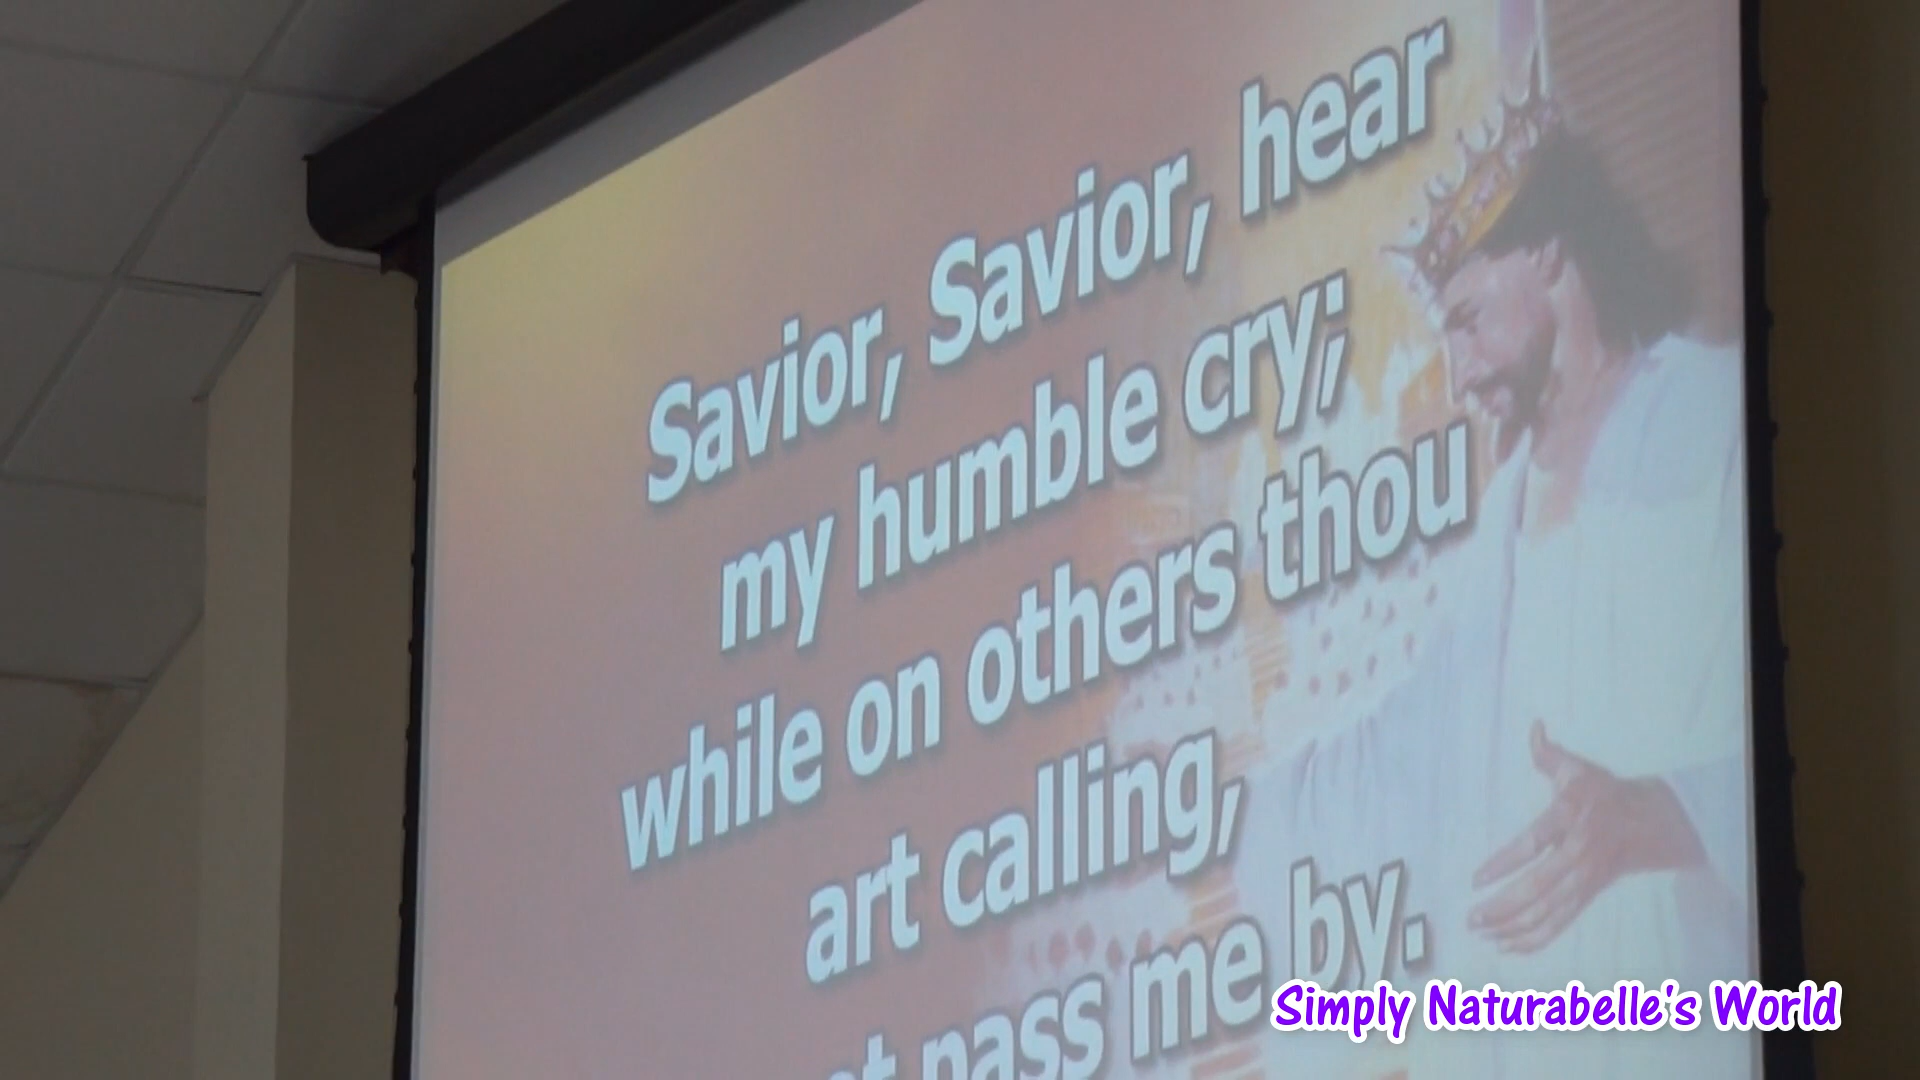 Savior, Savior, hear
my humble cry;
while on others thou
art calling,
pass me by.
Simply Naturabelle's World